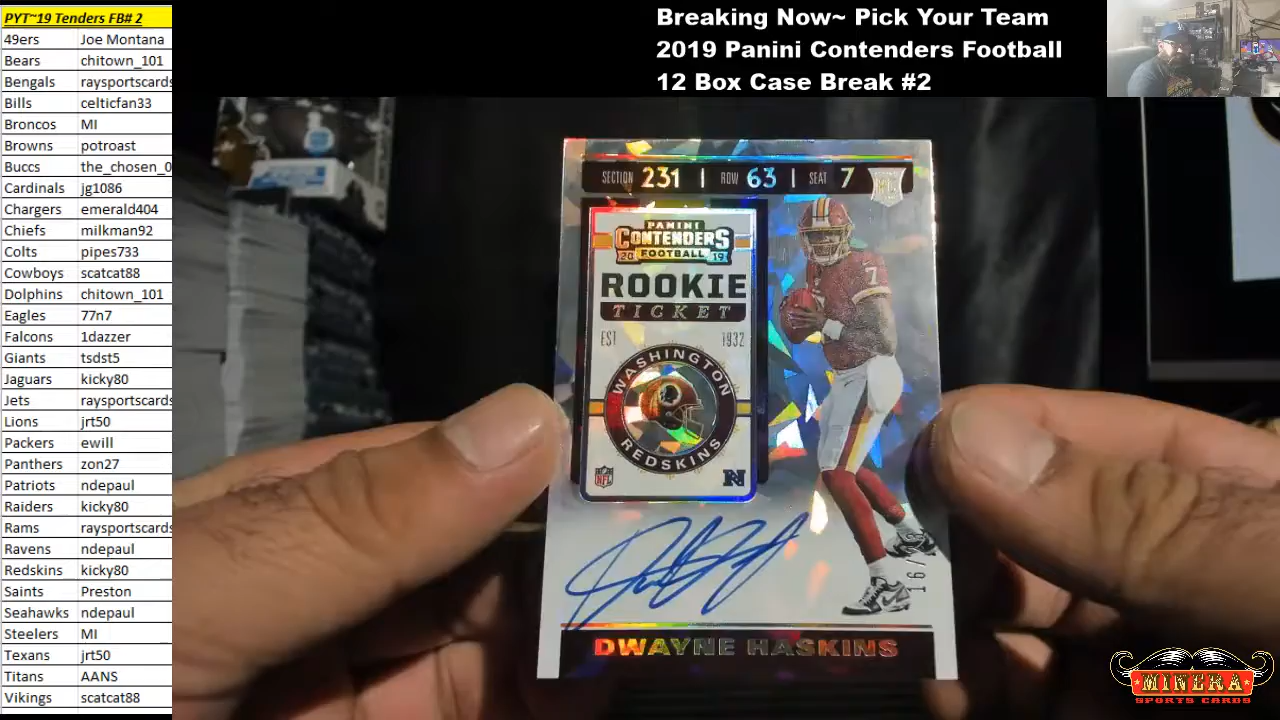 PYT~19 Tenders FB# 2
49ers Joe Montana
Bears chitown_101
Bengals raysportscards
Bills celticfan33
Broncos MI
Browns potroast
Buccs the_chosen_0
Cardinals jg1086
Chargers emerald404
Chiefs milkman92
Colts pipes733
Cowboys scatcat88
Dolphins chitown_101
Eagles 77n7
Falcons 1dazzer
Giants tsdst5
Jaguars kicky80
Jets raysportscards
Lions jrt50
Packers ewill
Panthers zon27
Patriots ndepaul
Raiders kicky80
Rams raysportscards
Ravens ndepaul
Redskins kicky80
Saints Preston
Seahawks ndepaul
Steelers MI
Texans jrt50
Titans AANS
Vikings scatcat88
Breaking Now~ Pick Your Team
2019 Panini Contenders Football
12 Box Case Break #2
SECTION 231 | ROW 63 | SEAT 7
PANINI
CONTENDERS
20 FOOTBALL 19
ROOKIE
TICKET
EST 1932
WASHINGTON
REDSKINS
NFL N
7
16/
DWAYNE HASKINS
MINERA
SPORTS CARDS